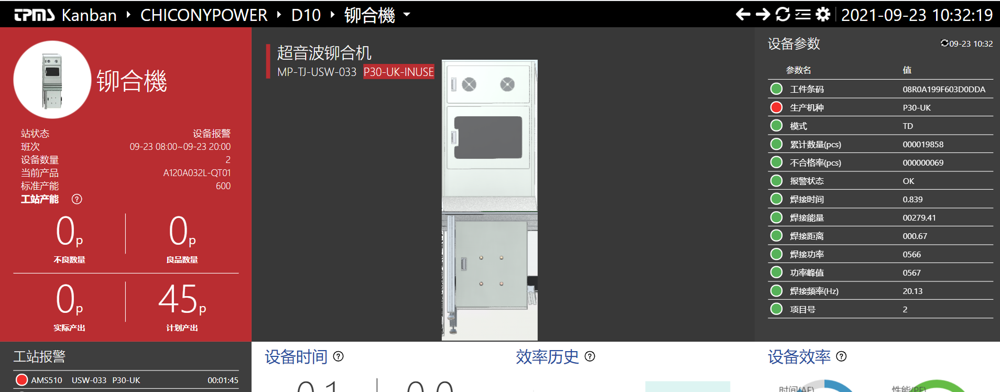 TPMS Kanban CHICONYPOWER D10 铆合機
2021-09-23 10:32:19
铆合機
站状态 设备报警
班次 09-23 08:00~09-23 20:00
设备数量 2
当前产品 A120A032L-QT01
标准产能 600
工站产能 ?
0p 0p
不良数量 良品数量
0p 45p
实际产出 计划产出
工站报警
AMS510 USW-033 P30-UK 00:01:45
超音波铆合机
MP-TJ-USW-033 P30-UK-INUSE
设备参数 09-23 10:32
参数名 值
工件条码 08R0A199F603D0DDA
生产机种 P30-UK
模式 TD
累计数量(pcs) 000019858
不合格率(pcs) 000000069
报警状态 OK
焊接时间 0.839
焊接能量 00279.41
焊接距离 000.67
焊接功率 0566
功率峰值 0567
焊接频率(Hz) 20.13
项目号 2
设备时间 ?
0.1 0.0
效率历史 ?
设备效率 ?
时间(AF) 性能(PF)